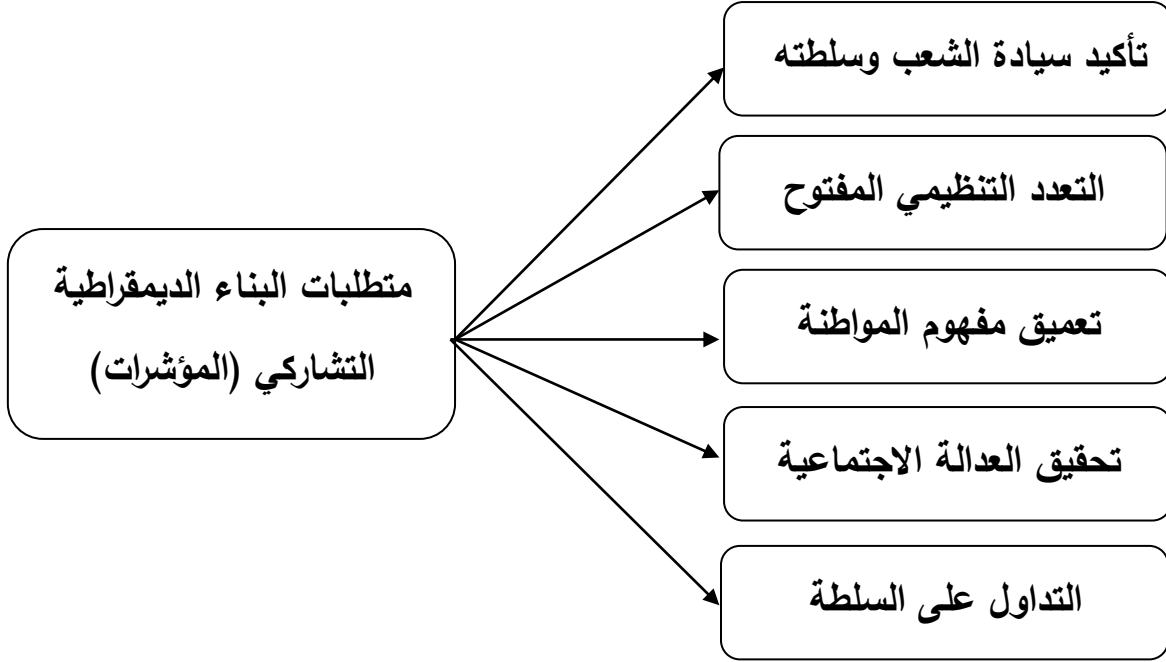 تأكيد سيادة الشعب وسلطته
التعدد التنظيمي المفتوح
متطلبات البناء الديمقراطية
التشاركي (المؤشرات)
تعميق مفهوم المواطنة
تحقيق العدالة الاجتماعية
التداول على السلطة